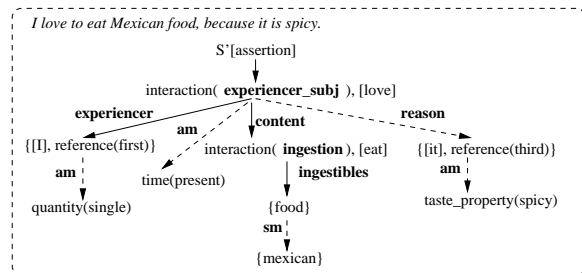 I love to eat Mexican food, because it is spicy.
S'[assertion]
interaction( experiencer_subj ), [love]
experiencer
am
content
reason
{[I], reference(first)}
interaction( ingestion ), [eat]
{[it], reference(third)}
am
time(present)
ingestibles
am
quantity(single)
{food}
taste_property(spicy)
sm
{mexican}